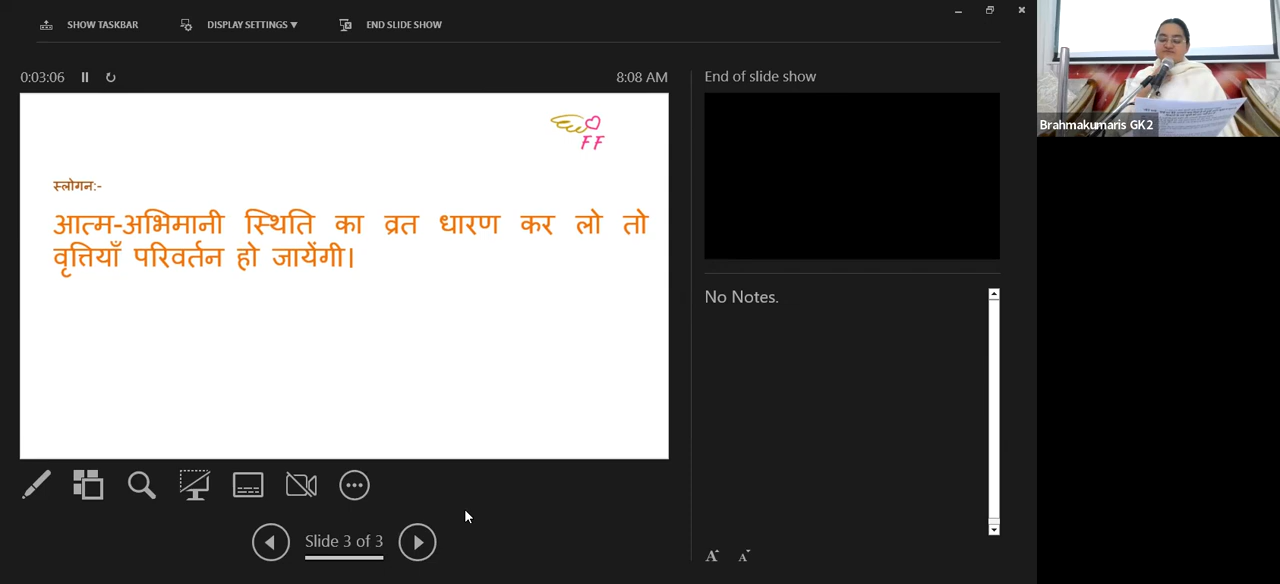 SHOW TASKBAR
DISPLAY SETTINGS ▼
END SLIDE SHOW
0:03:06
8:08 AM
End of slide show
FF
स्लोगन:-
आत्म-अभिमानी स्थिति का व्रत धारण कर लो तो
वृत्तियाँ परिवर्तन हो जायेंगी।
No Notes.
Slide 3 of 3
A A
Brahmakumaris GK2